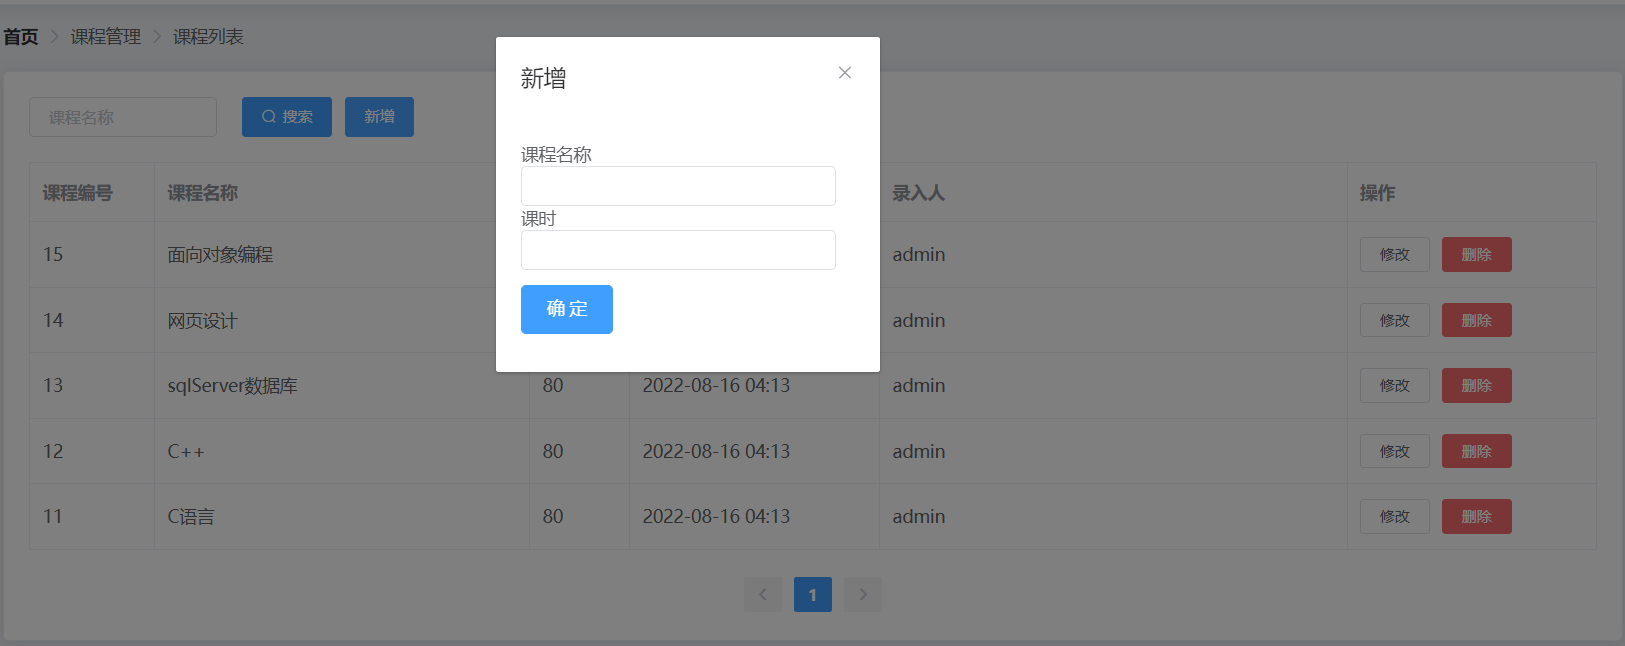 首页 课程管理 课程列表
新增
课程名称 搜索 新增
课程名称
课时
确定
课程编号 课程名称 录入人 操作
15 面向对象编程 admin 修改 删除
14 网页设计 admin 修改 删除
13 sqlServer数据库 80 2022-08-16 04:13 admin 修改 删除
12 C++ 80 2022-08-16 04:13 admin 修改 删除
11 C语言 80 2022-08-16 04:13 admin 修改 删除
1